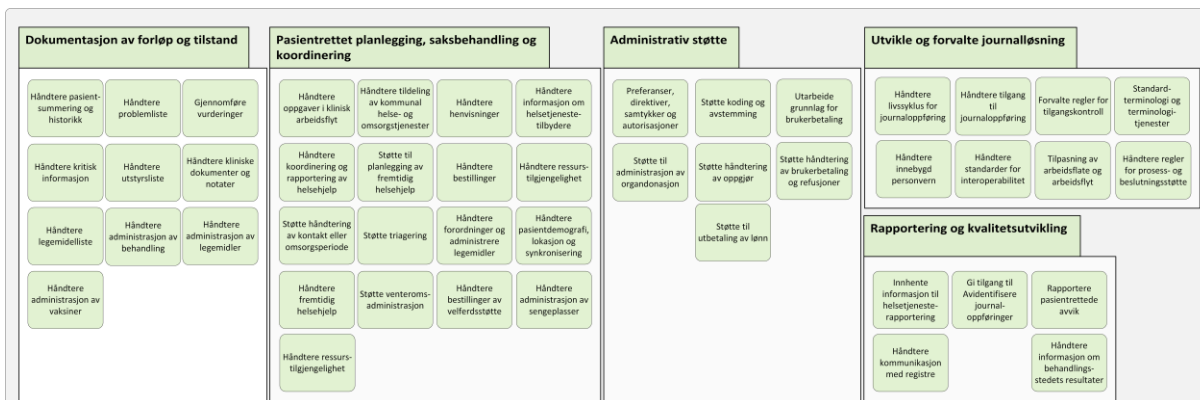 Dokumentasjon av forløp og tilstand
Håndtere pasient-
summering og
historikk
Håndtere
problemliste
Gjennomføre
vurderinger
Håndtere kritisk
informasjon
Håndtere
utstyrsliste
Håndtere kliniske
dokumenter og
notater
Håndtere
legemidelliste
Håndtere
administrasjon av
behandling
Håndtere
administrasjon av
legemidler
Håndtere
administrasjon av
vaksiner
Pasientrettet planlegging, saksbehandling og
koordinering
Håndtere
oppgaver i klinisk
arbeidsflyt
Håndtere tildeling
av kommunal
helse- og
omsorgstjenester
Håndtere
henvisninger
Håndtere
informasjon om
helsetjeneste-
tilbydere
Håndtere
koordinering og
rapportering av
helsehjelp
Støtte til
planlegging av
fremtidig
helsehjelp
Håndtere
bestillinger
Håndtere ressurs-
tilgjengelighet
Støtte håndtering
av kontakt eller
omsorgsperiode
Støtte triagering
Håndtere
forordninger og
administrere
legemidler
Håndtere
pasientdemografi,
lokasjon og
synkronisering
Håndtere
fremtidig
helsehjelp
Støtte venteroms-
administrasjon
Håndtere
bestillinger av
velferdsstøtte
Håndtere
administrasjon av
sengeplasser
Håndtere ressurs-
tilgjengelighet
Administrativ støtte
Preferanser,
direktiver,
samtykker og
autorisasjoner
Støtte koding og
avstemming
Utarbeide
grunnlag for
brukerbetaling
Støtte til
administrasjon av
organdonasjon
Støtte håndtering
av oppgjør
Støtte håndtering
av brukerbetaling
og refusjoner
Støtte til
utbetaling av lønn
Utvikle og forvalte journalløsning
Håndtere
livssyklus for
journaloppføring
Håndtere tilgang
til
journaloppføring
Forvalte regler for
tilgangskontroll
Standard-
terminologi og
terminologi-
tjenester
Håndtere
innebygd
personvern
Håndtere
standarder for
interoperabilitet
Tilpasning av
arbeidsflate og
arbeidsflyt
Håndtere regler
for prosess- og
beslutningsstøtte
Rapportering og kvalitetsutvikling
Innhente
informasjon til
helsetjeneste-
rapportering
Gi tilgang til
Avidentifisere
journal-
oppføringer
Rapportere
pasientrettede
avvik
Håndtere
kommunikasjon
med registre
Håndtere
informasjon om
behandlings-
stedets resultater